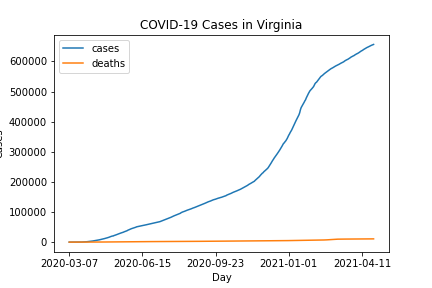 COVID-19 Cases in Virginia
cases
deaths
600000
500000
400000
300000
200000
100000
0
cases
2020-03-07 2020-06-15 2020-09-23 2021-01-01 2021-04-11
Day